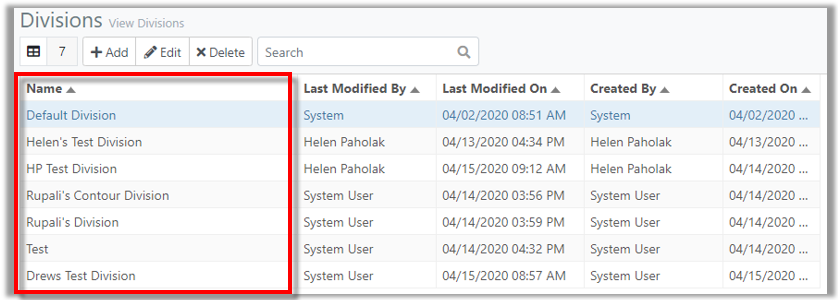 Divisions View Divisions
7 Add Edit Delete Search
Name Last Modified By Last Modified On Created By Created On
Default Division System 04/02/2020 08:51 AM System 04/02/2020 ...
Helen's Test Division Helen Paholak 04/13/2020 04:34 PM Helen Paholak 04/13/2020 ...
HP Test Division Helen Paholak 04/15/2020 09:12 AM Helen Paholak 04/14/2020 ...
Rupali's Contour Division System User 04/14/2020 03:56 PM System User 04/14/2020 ...
Rupali's Division System User 04/14/2020 03:59 PM System User 04/14/2020 ...
Test System User 04/14/2020 04:32 PM System User 04/14/2020 ...
Drews Test Division System User 04/15/2020 08:57 AM System User 04/15/2020 ...